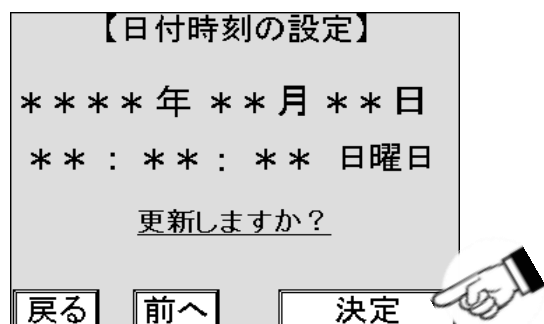 【日付時刻の設定】
＊＊＊＊年＊＊月＊＊日
＊＊：＊＊：＊＊ 日曜日
更新しますか？
戻る 前へ 決定